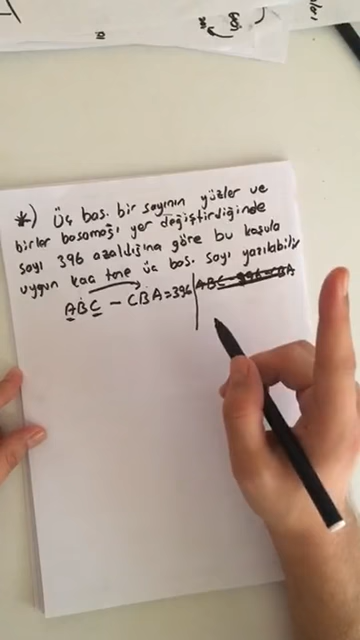 *) Üç bas. bir sayının yüzler ve
birler basamağı yer değiştirdiğinde
sayı 396 azaldığına göre bu koşula
uygun kaç tane üç bas. sayı yazılabilir
ABC - CBA = 396